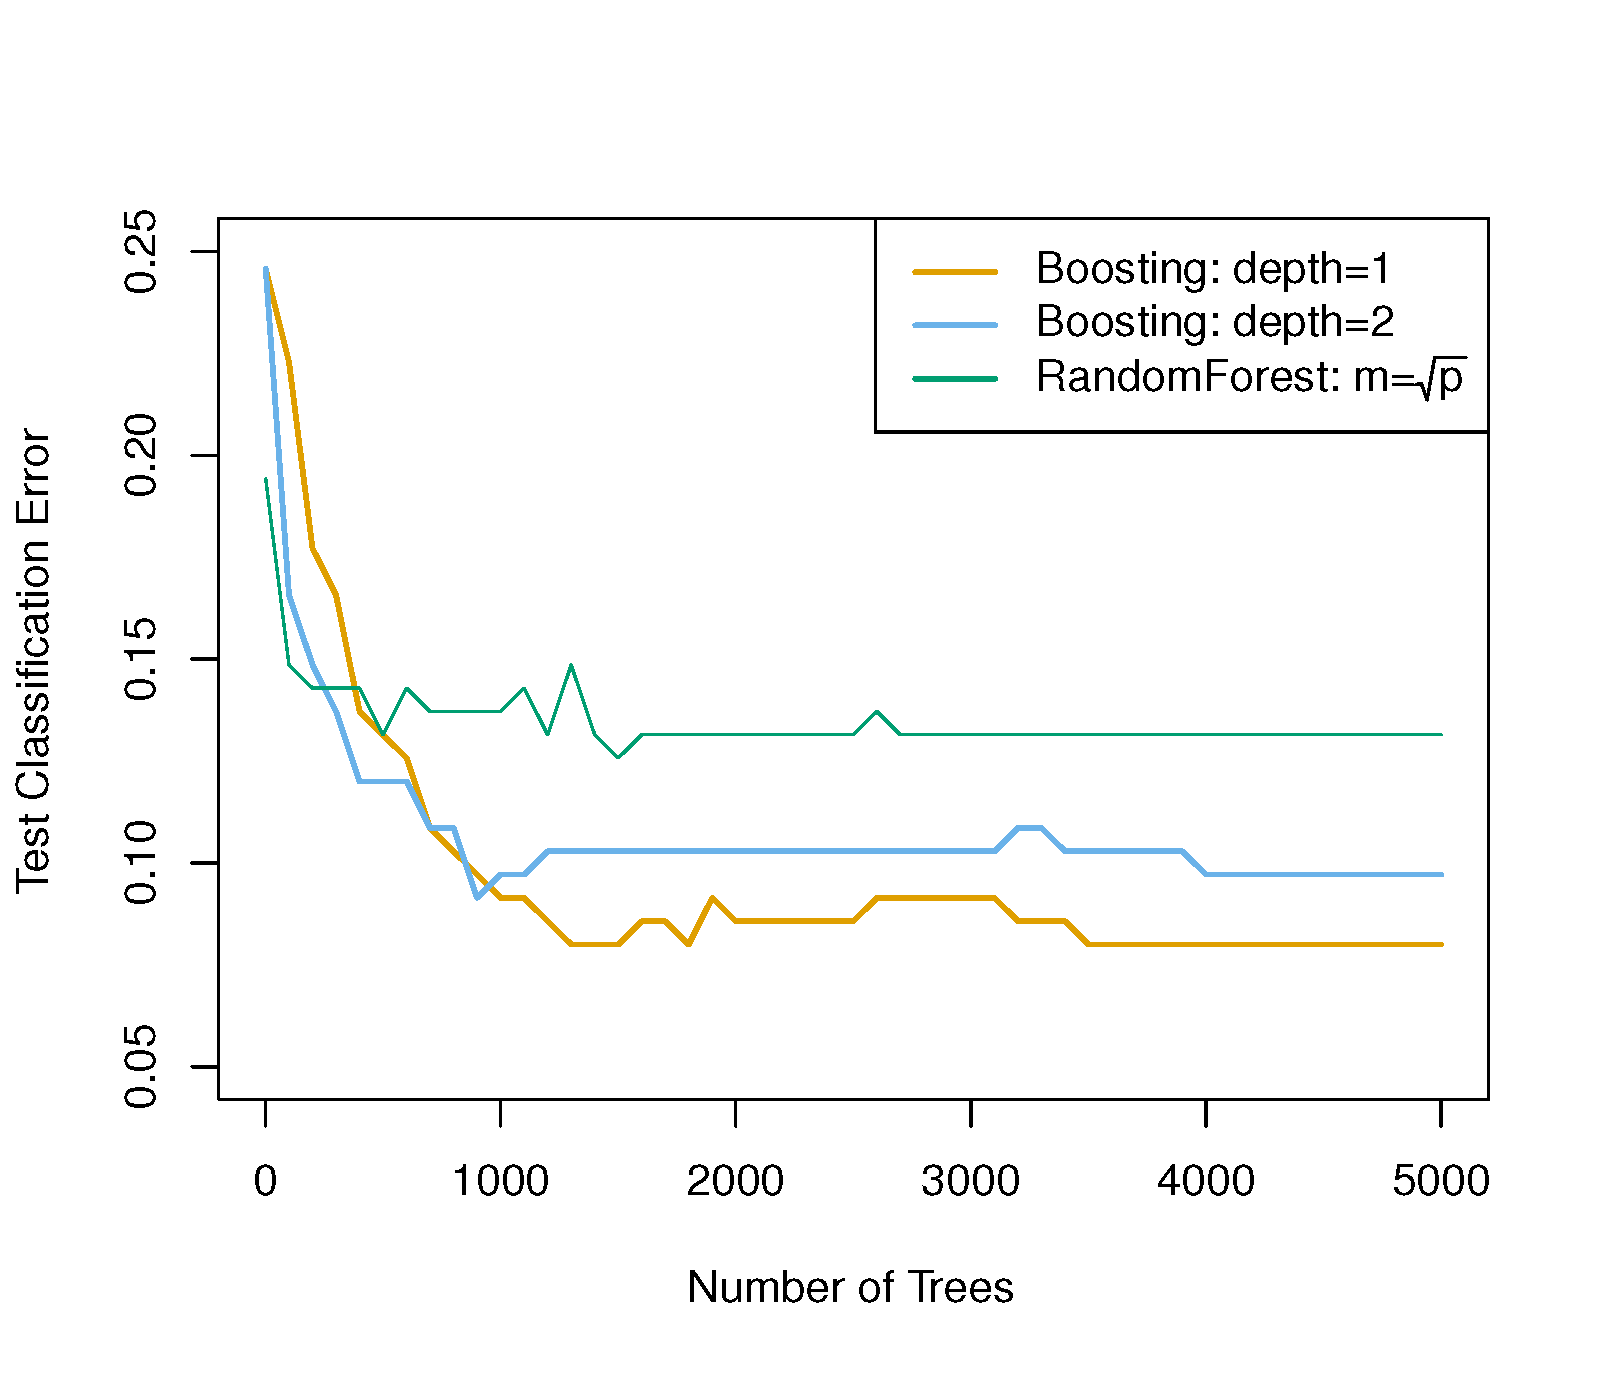 Boosting: depth=1
Boosting: depth=2
RandomForest: m=√p
Test Classification Error
0.25
0.20
0.15
0.10
0.05
0 1000 2000 3000 4000 5000
Number of Trees